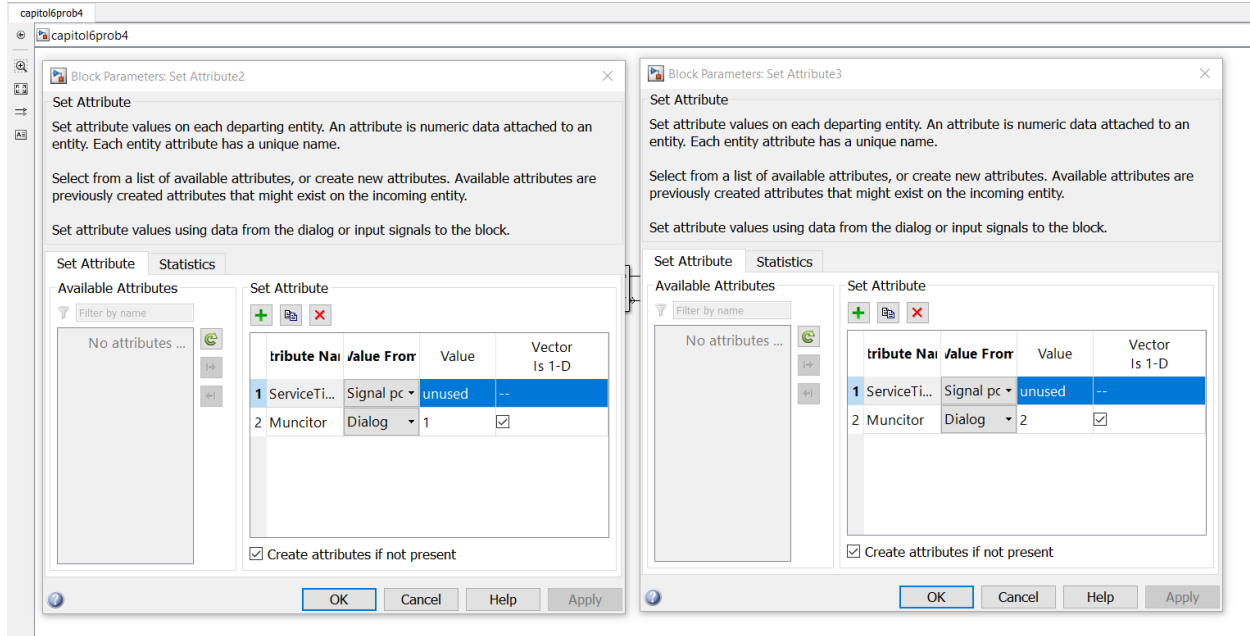 capitol6prob4
capitol6prob4
Block Parameters: Set Attribute2
Set Attribute
Set attribute values on each departing entity. An attribute is numeric data attached to an
entity. Each entity attribute has a unique name.
Select from a list of available attributes, or create new attributes. Available attributes are
previously created attributes that might exist on the incoming entity.
Set attribute values using data from the dialog or input signals to the block.
Set Attribute Statistics
Available Attributes
Filter by name
No attributes ...
Set Attribute
tribute Nai Value From Value Vector
Is 1-D
1 ServiceTi... Signal pc unused --
2 Muncitor Dialog 1
Create attributes if not present
OK Cancel Help Apply
Block Parameters: Set Attribute3
Set Attribute
Set attribute values on each departing entity. An attribute is numeric data attached to an
entity. Each entity attribute has a unique name.
Select from a list of available attributes, or create new attributes. Available attributes are
previously created attributes that might exist on the incoming entity.
Set attribute values using data from the dialog or input signals to the block.
Set Attribute Statistics
Available Attributes
Filter by name
No attributes ...
Set Attribute
tribute Nai Value From Value Vector
Is 1-D
1 ServiceTi... Signal pc unused --
2 Muncitor Dialog 2
Create attributes if not present
OK Cancel Help Apply